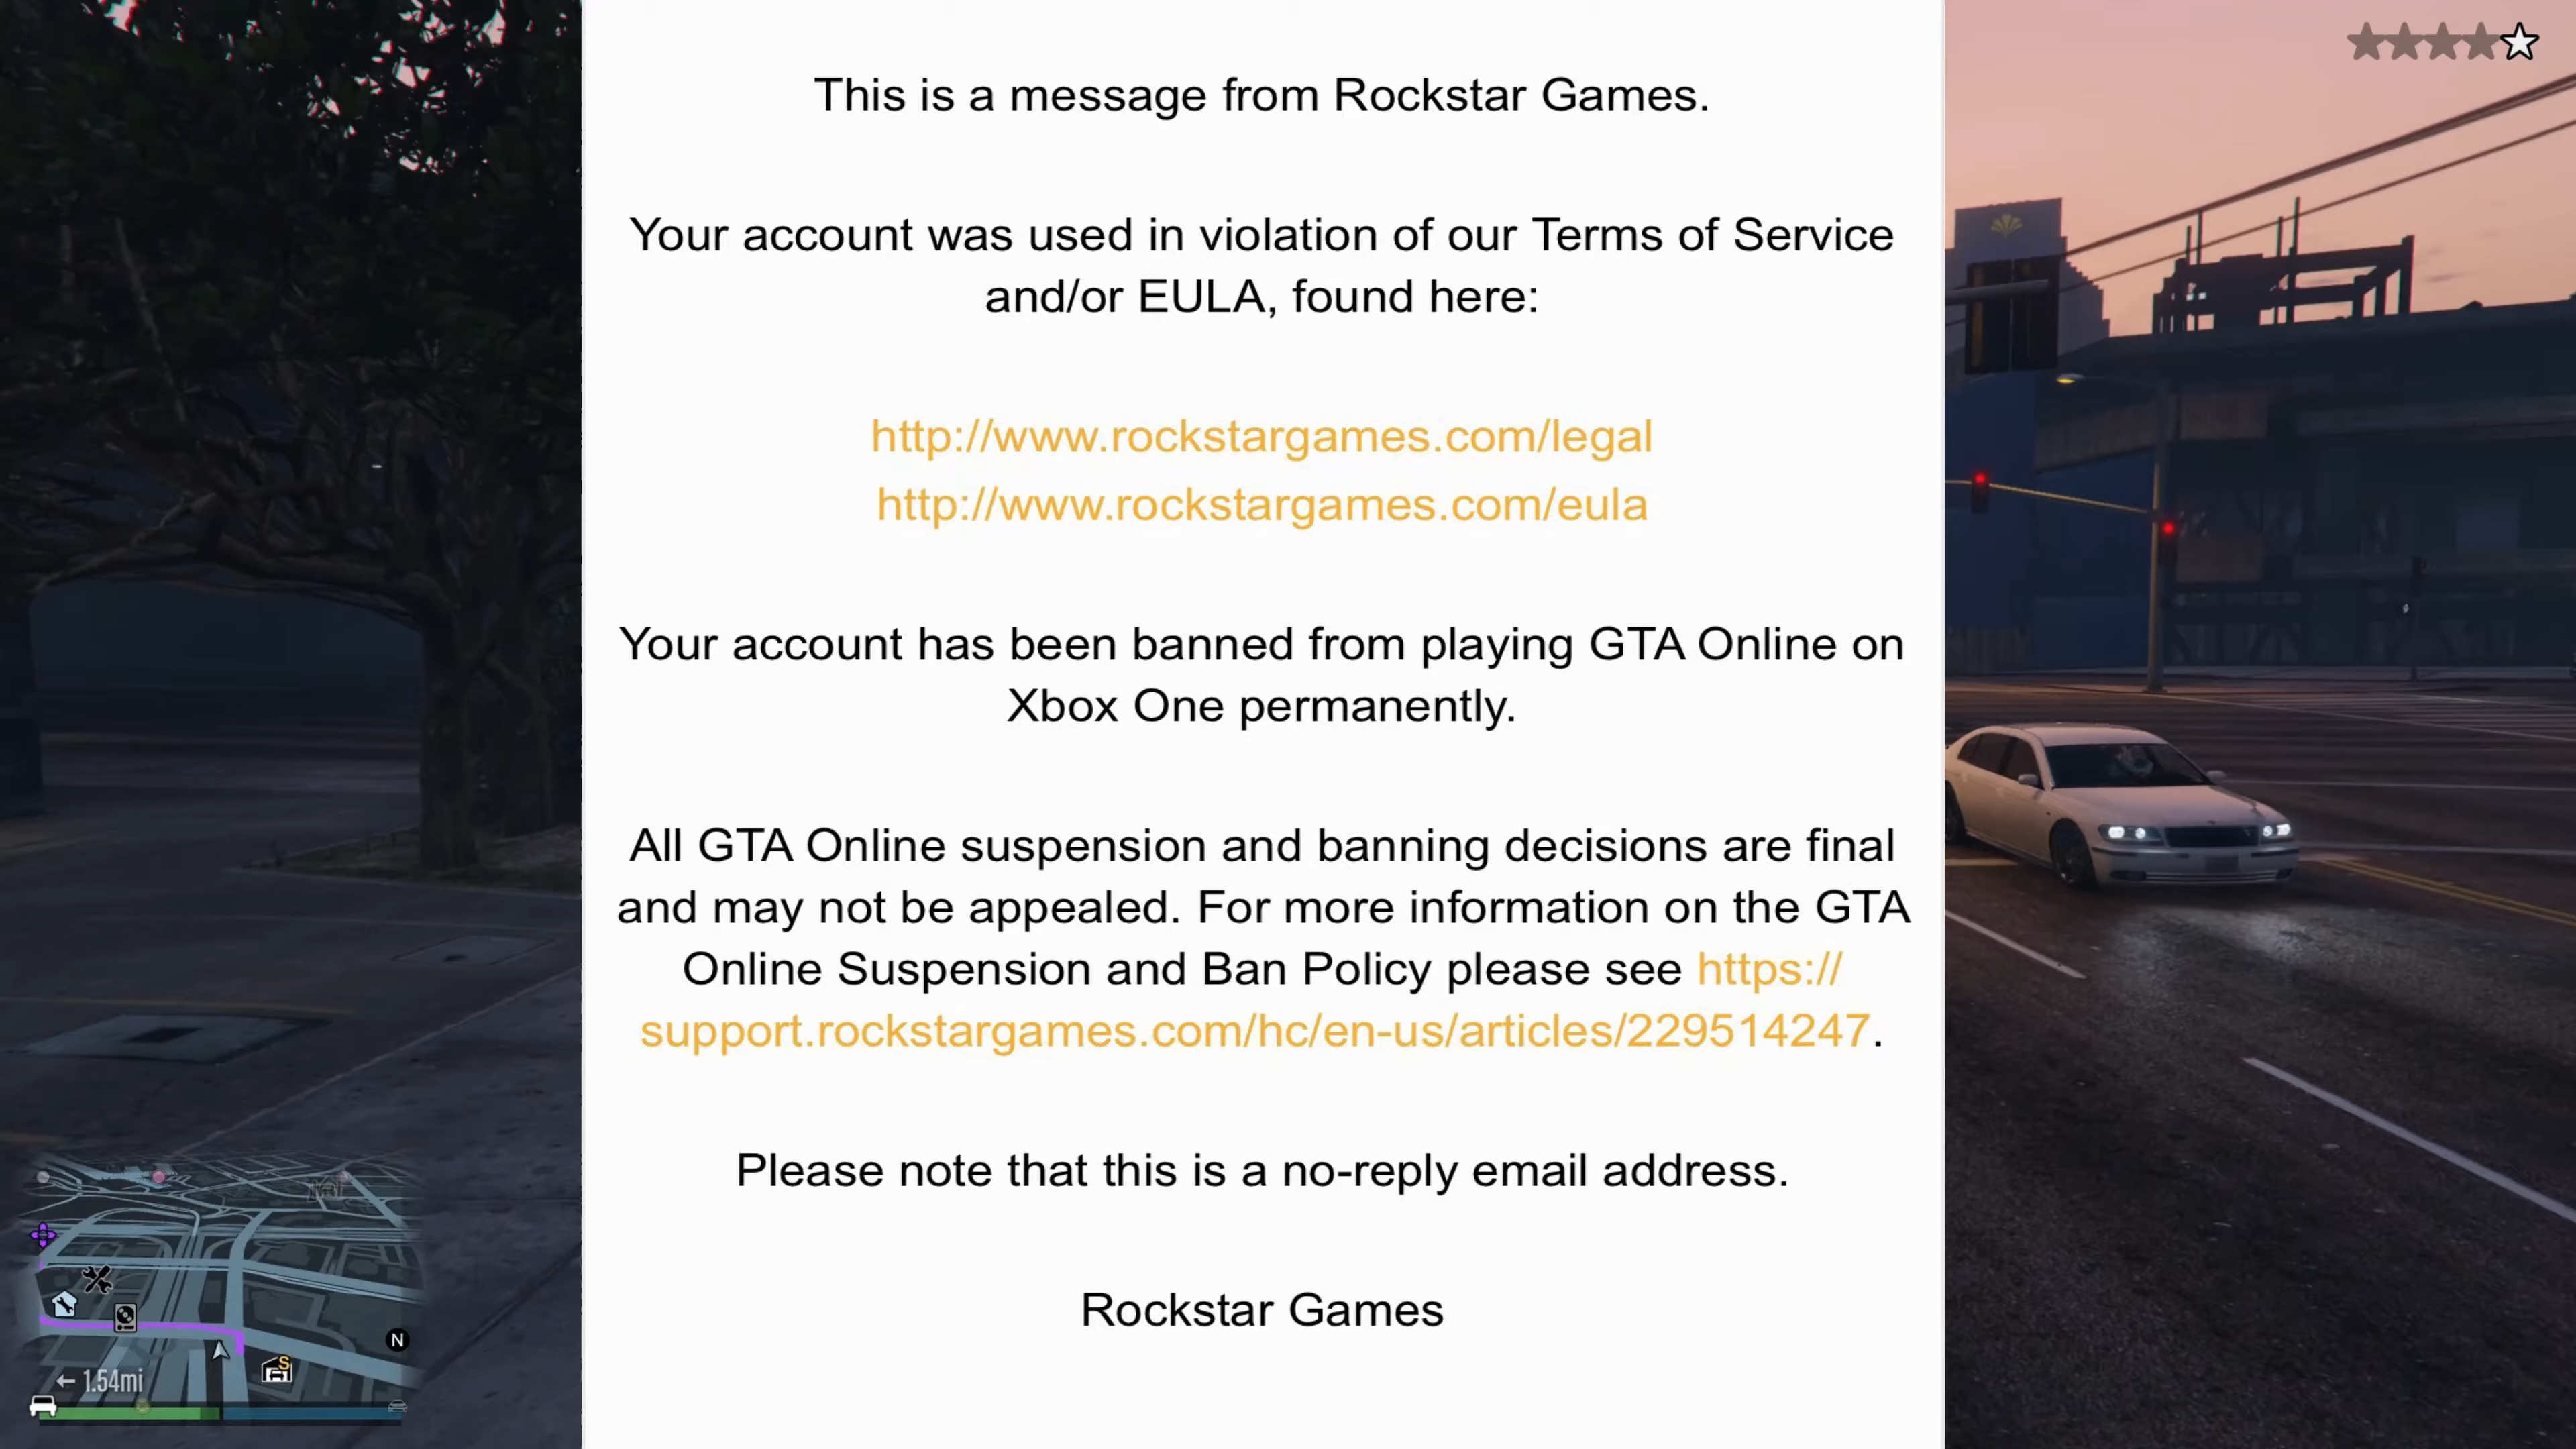 This is a message from Rockstar Games.
Your account was used in violation of our Terms of Service
and/or EULA, found here:
http://www.rockstargames.com/legal
http://www.rockstargames.com/eula
Your account has been banned from playing GTA Online on
Xbox One permanently.
All GTA Online suspension and banning decisions are final
and may not be appealed. For more information on the GTA
Online Suspension and Ban Policy please see https://
support.rockstargames.com/hc/en-us/articles/229514247.
Please note that this is a no-reply email address.
Rockstar Games
N
S
1.54mi